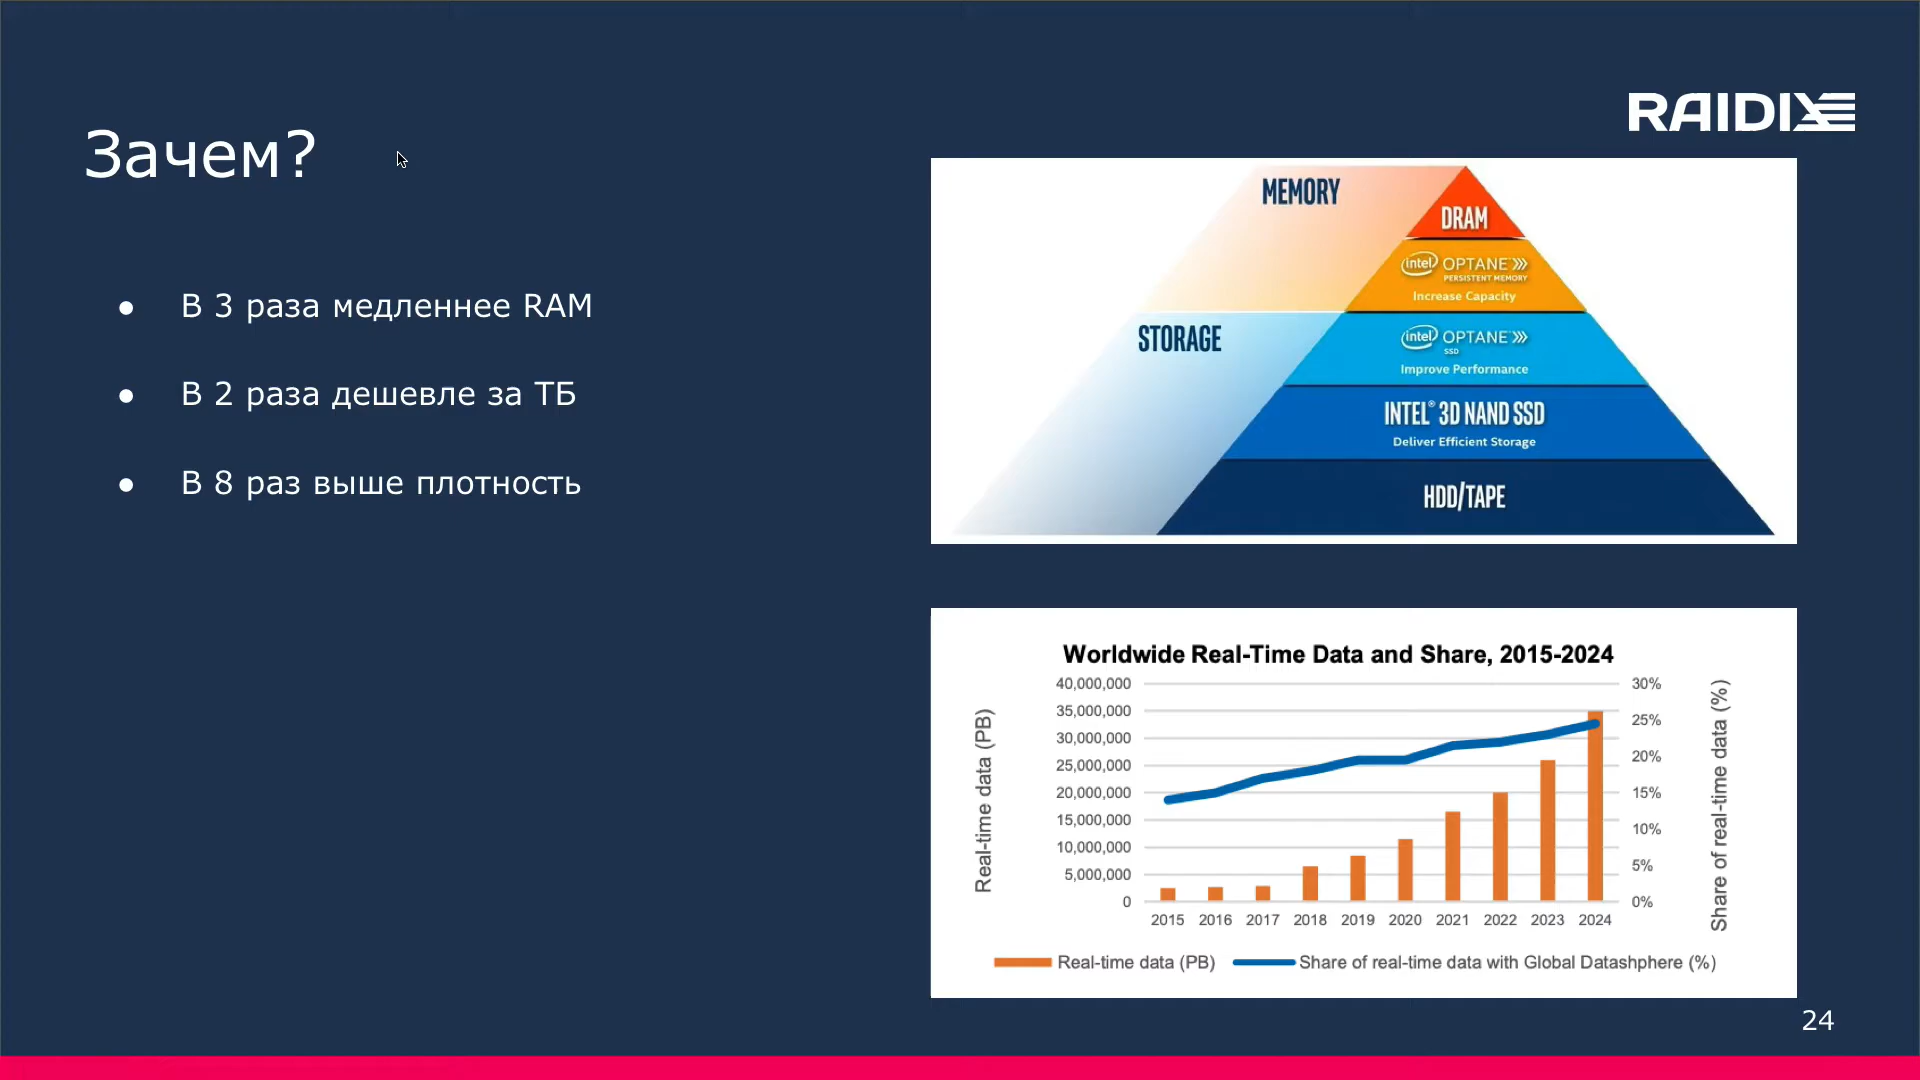 RAIDIX
Зачем?
● В 3 раза медленнее RAM
● В 2 раза дешевле за ТБ
● В 8 раз выше плотность
MEMORY
DRAM
intel OPTANE
PERSISTENT MEMORY
Increase Capacity
STORAGE
intel OPTANE
SSD
Improve Performance
INTEL® 3D NAND SSD
Deliver Efficient Storage
HDD/TAPE
Worldwide Real-Time Data and Share, 2015-2024
Real-time data (PB)
40,000,000
35,000,000
30,000,000
25,000,000
20,000,000
15,000,000
10,000,000
5,000,000
0
30%
25%
20%
15%
10%
5%
0%
Share of real-time data (%)
2015 2016 2017 2018 2019 2020 2021 2022 2023 2024
Real-time data (PB) Share of real-time data with Global Datashphere (%)
24